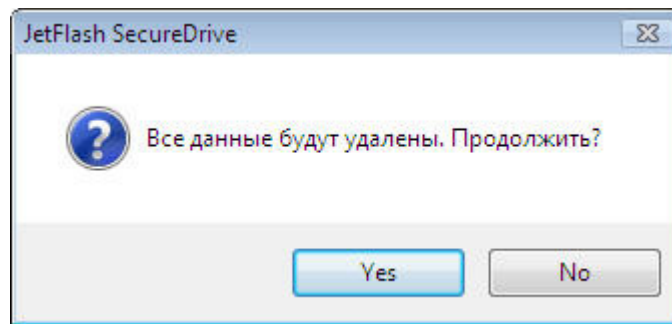 JetFlash SecureDrive
Все данные будут удалены. Продолжить?
Yes
No